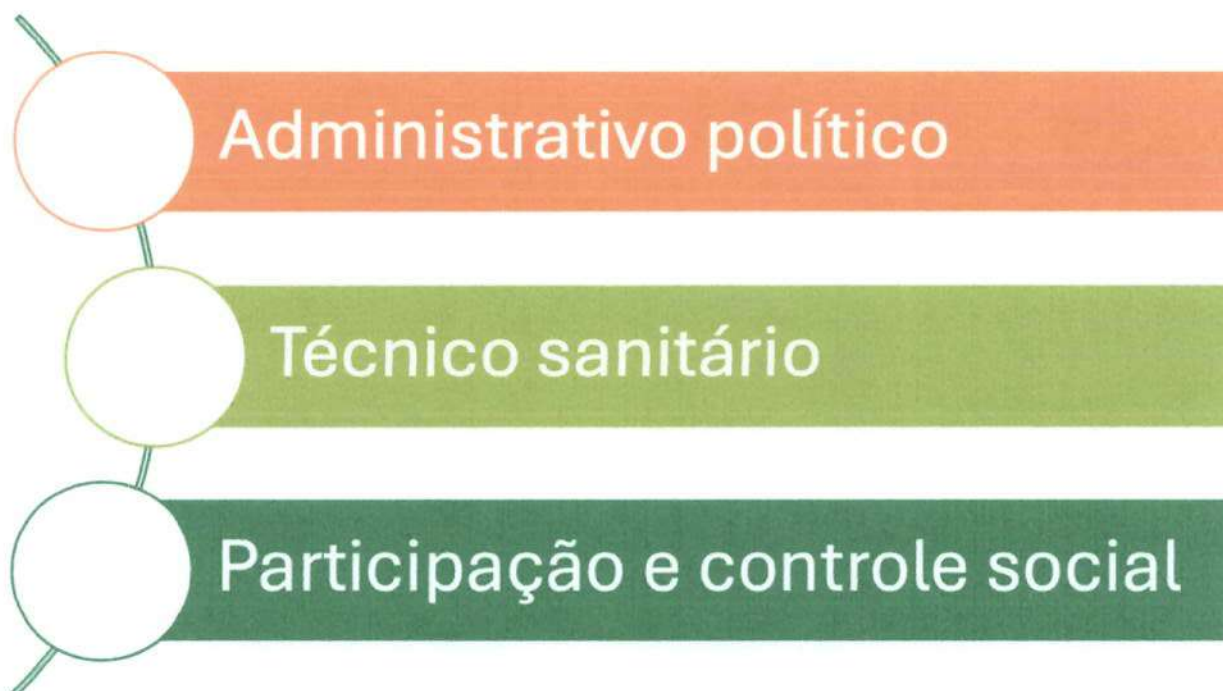 Administrativo político
Técnico sanitário
Participação e controle social